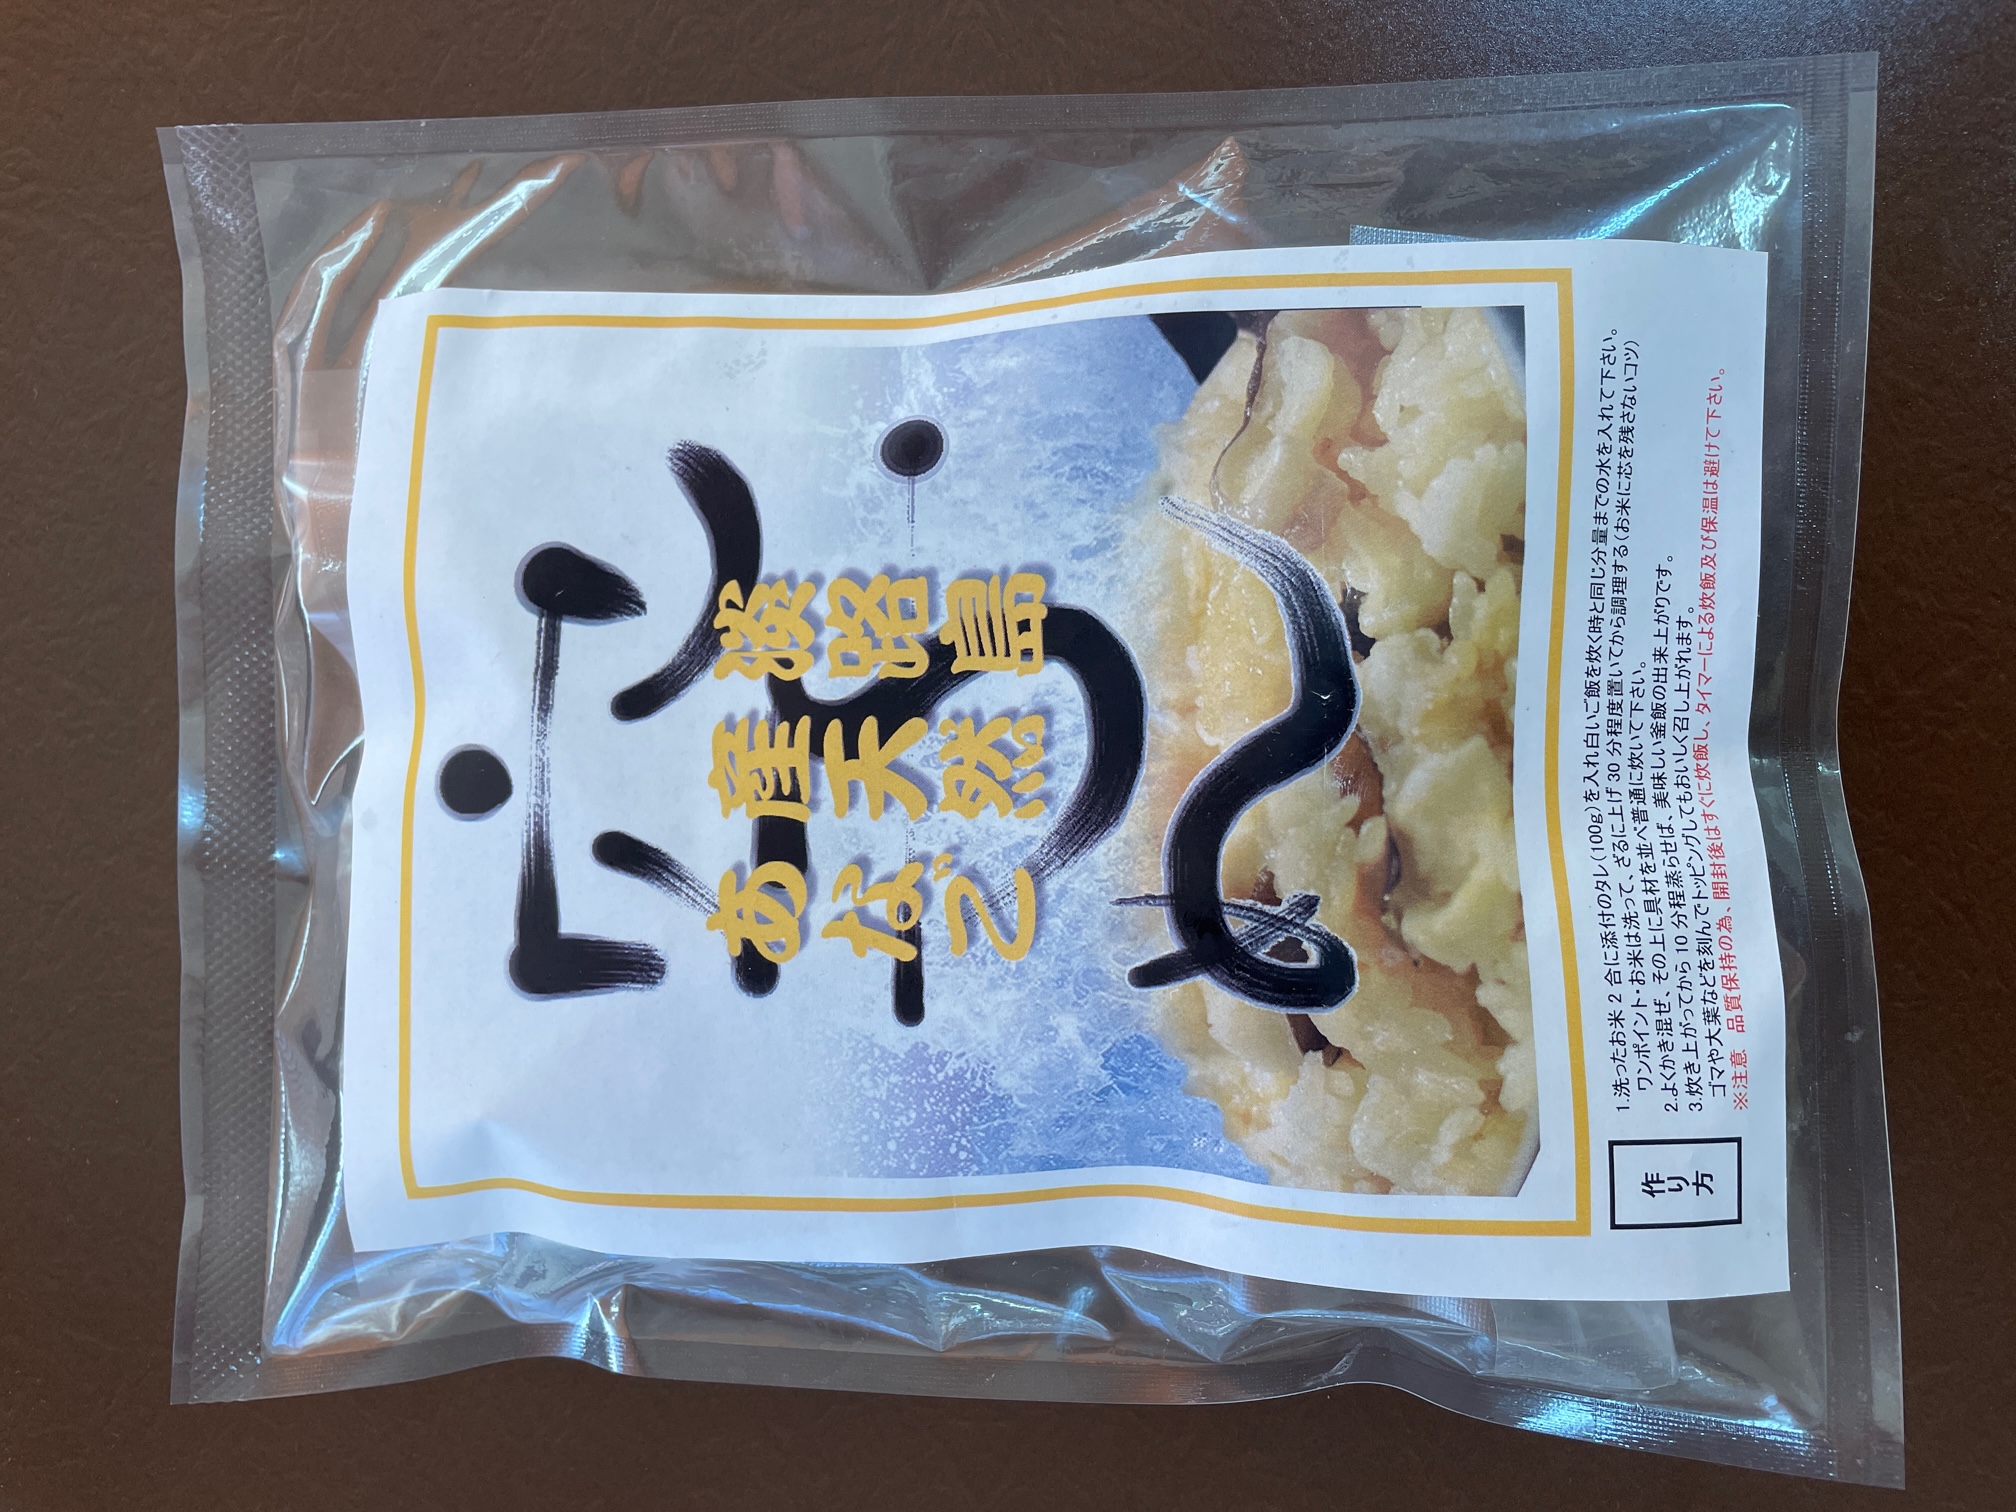 穴子めし
淡路島
産天然
あなご
作り方
1.洗ったお米2合に添付のタレ(100g)を入れ白いご飯を炊く時と同じ分量までの水を入れて下さい。
ワンポイント・お米は洗って、ざるに上げ30分程度置いてから調理する(お米に芯を残さないコツ)
2.よくかき混ぜ、その上に具材を並べ普通に炊いて下さい。
3.炊き上がってから10分程蒸らせば、美味しい釜飯の出来上がりです。
ゴマや大葉などを刻んでトッピングしてもおいしく召し上がれます。
※注意 品質保持の為、開封後はすぐに炊飯し、タイマーによる炊飯及び保温は避けて下さい。